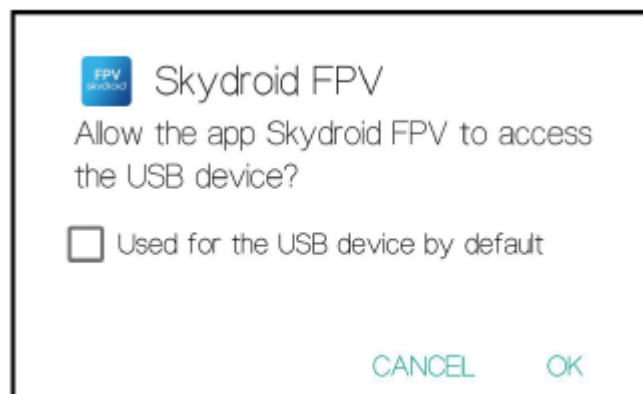 FPV
skydroid
Skydroid FPV
Allow the app Skydroid FPV to access
the USB device?
Used for the USB device by default
CANCEL OK